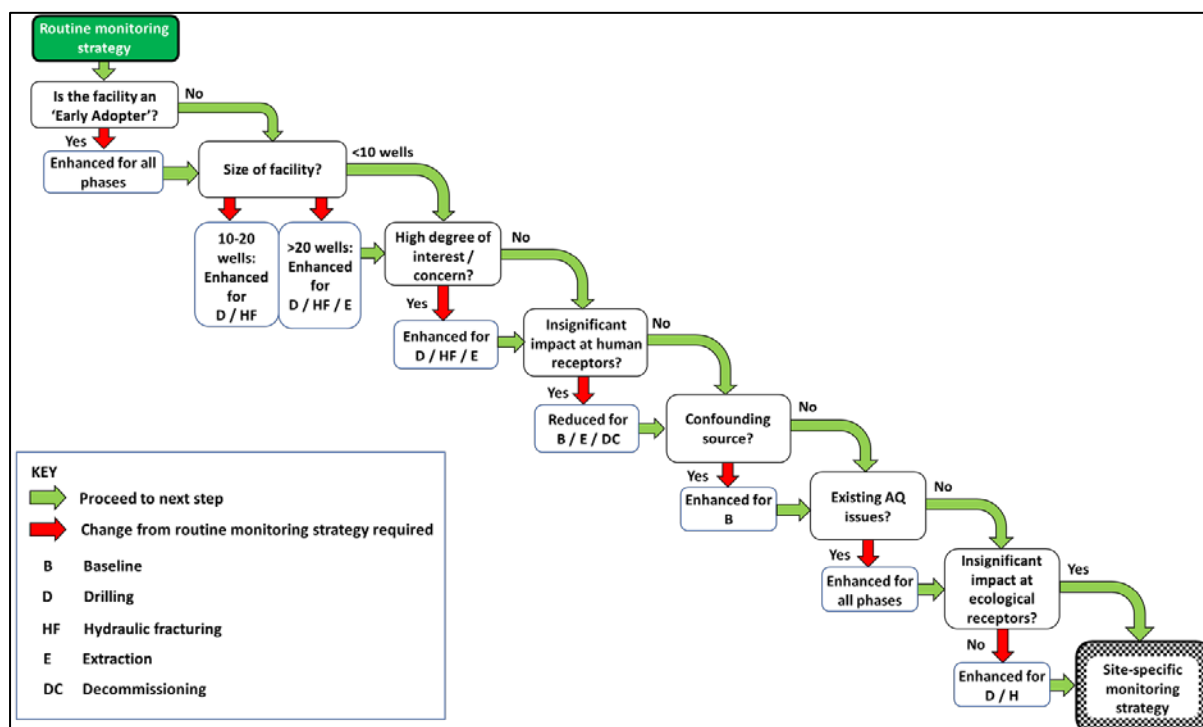 Routine monitoring
strategy
Is the facility an
‘Early Adopter’?
No
Yes
Enhanced for all
phases
Size of facility?
<10 wells
10-20
wells:
Enhanced
for
D / HF
>20 wells:
Enhanced
for
D / HF / E
High degree of
interest /
concern?
No
Yes
Enhanced for
D / HF / E
Insignificant
impact at human
receptors?
No
Yes
Reduced for
B / E / DC
Confounding
source?
No
Yes
Enhanced for
B
Existing AQ
issues?
No
Yes
Enhanced for
all phases
Insignificant
impact at
ecological
receptors?
Yes
No
Enhanced for
D / H
Site-specific
monitoring
strategy
KEY
Proceed to next step
Change from routine monitoring strategy required
B Baseline
D Drilling
HF Hydraulic fracturing
E Extraction
DC Decommissioning